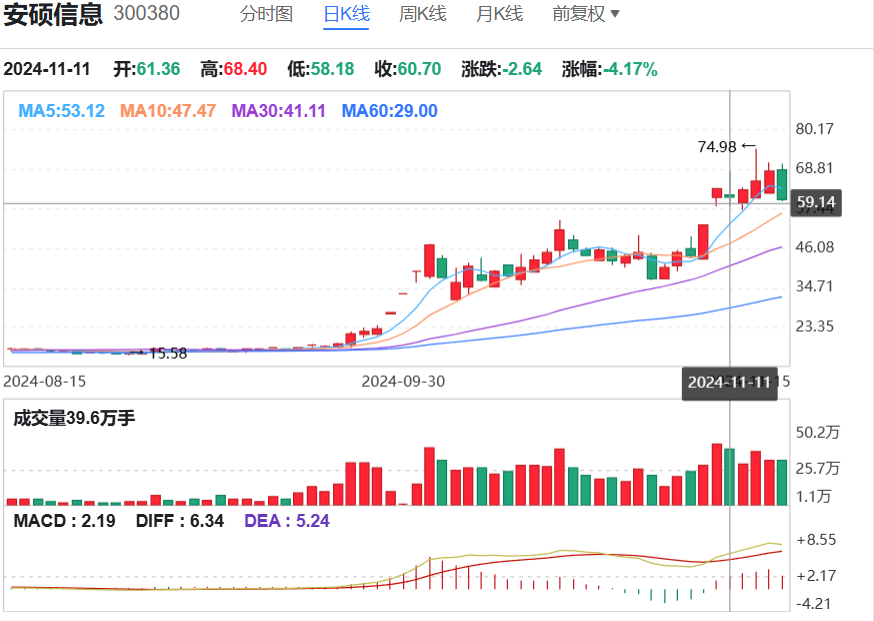 安硕信息 300380 分时图 日K线 周K线 月K线 前复权▼
2024-11-11 开:61.36 高:68.40 低:58.18 收:60.70 涨跌:-2.64 涨幅:-4.17%
MA5:53.12 MA10:47.47 MA30:41.11 MA60:29.00
80.17
74.98←
68.81
59.14
57.44
46.08
34.71
23.35
→15.58
2024-08-15 2024-09-30 2024-11-11 15
成交量39.6万手
50.2万
25.7万
1.1万
MACD : 2.19 DIFF : 6.34 DEA : 5.24
+8.55
+2.17
-4.21